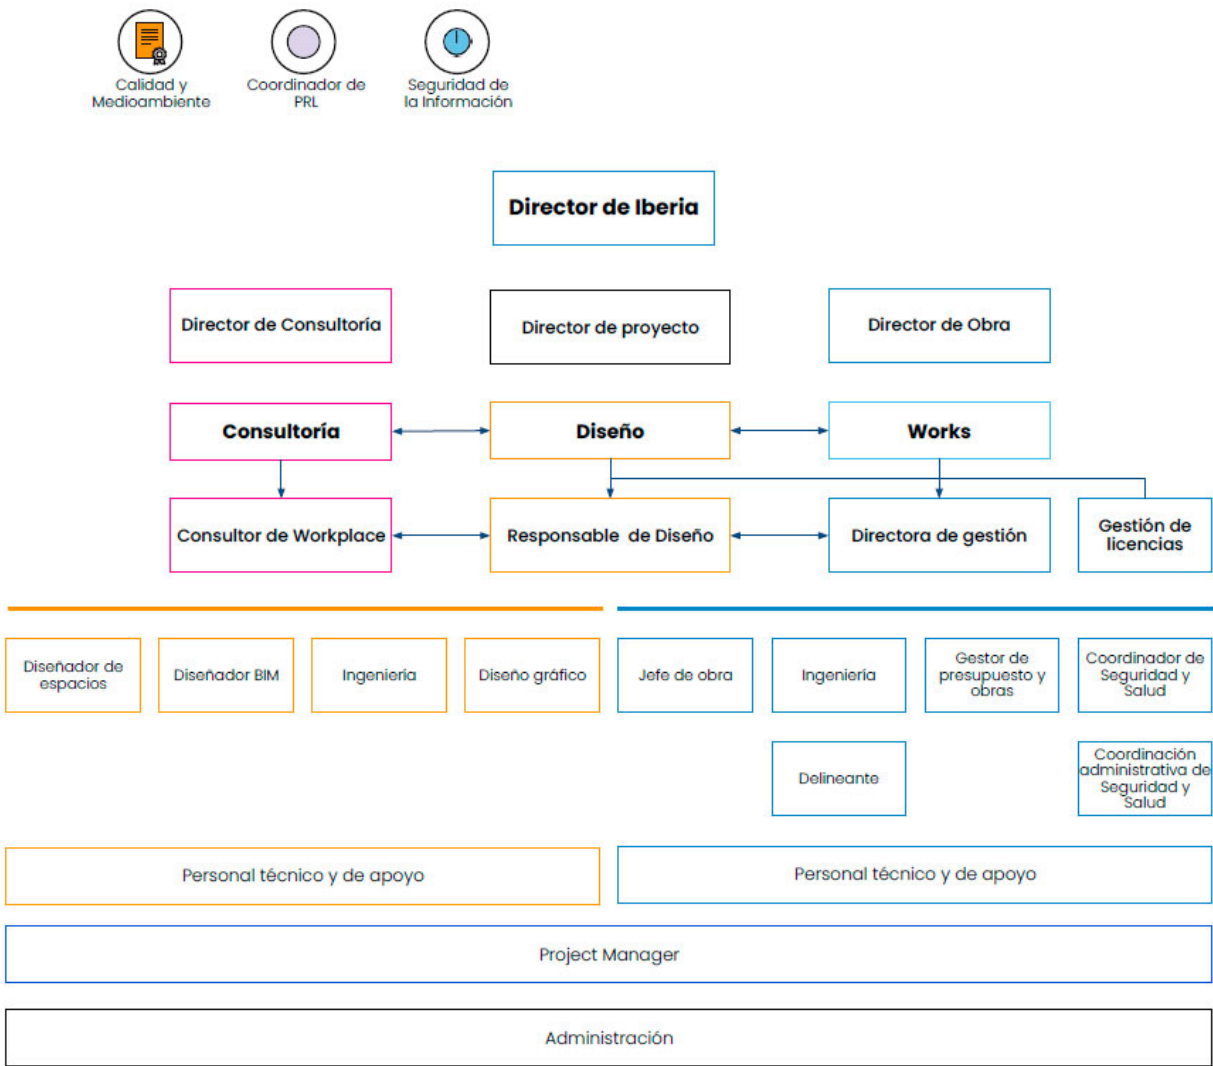 Calidad y
Medioambiente
Coordinador de
PRL
Seguridad de
la Información
Director de Iberia
Director de Consultoría
Director de proyecto
Director de Obra
Consultoría
Diseño
Works
Consultor de Workplace
Responsable de Diseño
Directora de gestión
Gestión de
licencias
Diseñador de
espacios
Diseñador BIM
Ingeniería
Diseño gráfico
Jefe de obra
Ingeniería
Gestor de
presupuesto y
obras
Coordinador de
Seguridad y
Salud
Delineante
Coordinación
administrativa de
Seguridad y
Salud
Personal técnico y de apoyo
Personal técnico y de apoyo
Project Manager
Administración